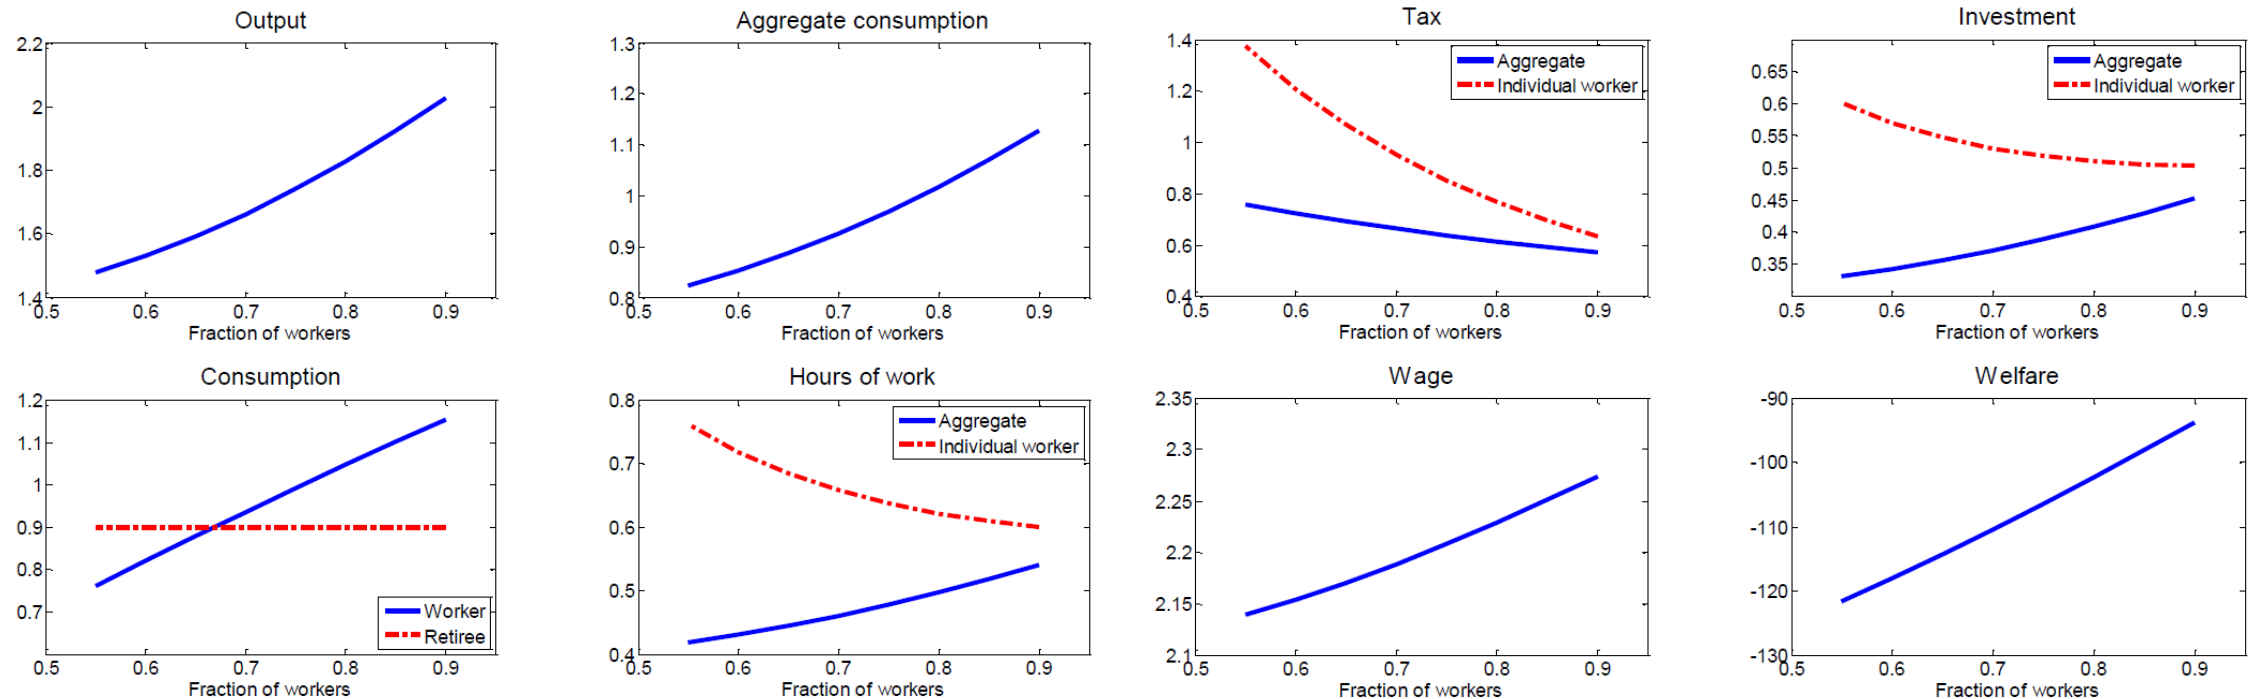 Output
2.2
2
1.8
1.6
1.4
0.5 0.6 0.7 0.8 0.9
Fraction of workers
Aggregate consumption
1.3
1.2
1.1
1
0.9
0.8
0.5 0.6 0.7 0.8 0.9
Fraction of workers
Tax
1.4
1.2
1
0.8
0.6
0.4
Aggregate
Individual worker
0.5 0.6 0.7 0.8 0.9
Fraction of workers
Investment
0.65
0.6
0.55
0.5
0.45
0.4
0.35
Aggregate
Individual worker
0.5 0.6 0.7 0.8 0.9
Fraction of workers
Consumption
1.2
1.1
1
0.9
0.8
0.7
Worker
Retiree
0.5 0.6 0.7 0.8 0.9
Fraction of workers
Hours of work
0.8
0.7
0.6
0.5
0.4
Aggregate
Individual worker
0.5 0.6 0.7 0.8 0.9
Fraction of workers
Wage
2.35
2.3
2.25
2.2
2.15
2.1
0.5 0.6 0.7 0.8 0.9
Fraction of workers
Welfare
-90
-100
-110
-120
-130
0.5 0.6 0.7 0.8 0.9
Fraction of workers